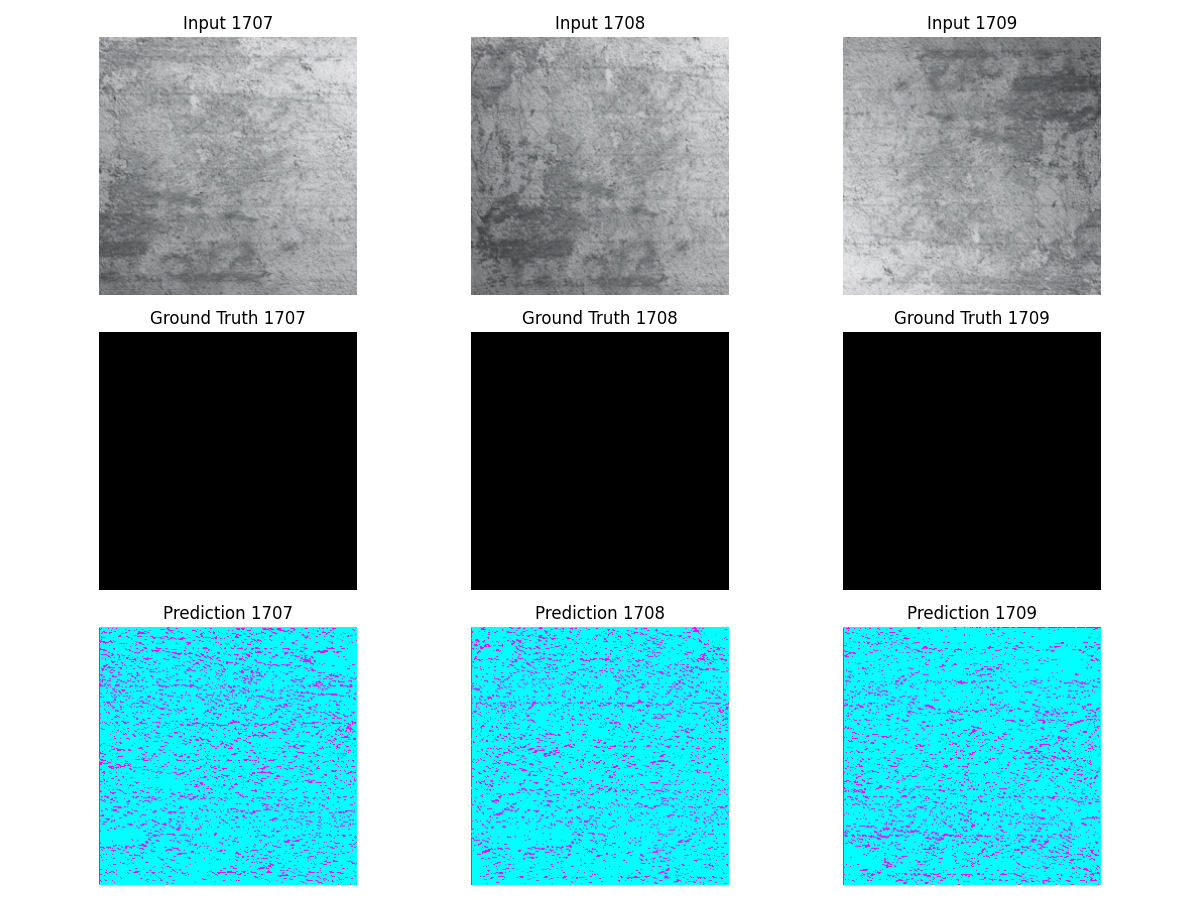 Input 1707
Input 1708
Input 1709
Ground Truth 1707
Ground Truth 1708
Ground Truth 1709
Prediction 1707
Prediction 1708
Prediction 1709